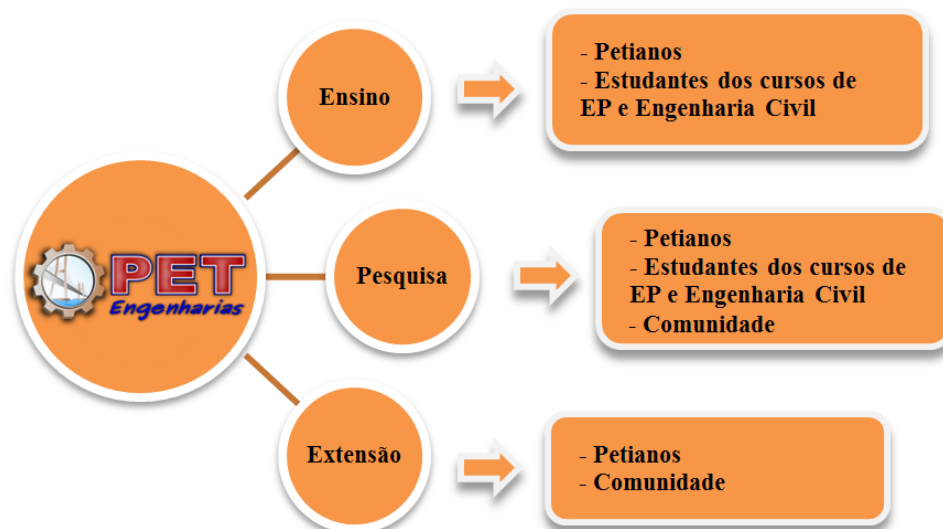 Ensino
- Petianos
- Estudantes dos cursos de
EP e Engenharia Civil
PET
Engenharias
Pesquisa
- Petianos
- Estudantes dos cursos de
EP e Engenharia Civil
- Comunidade
Extensão
- Petianos
- Comunidade